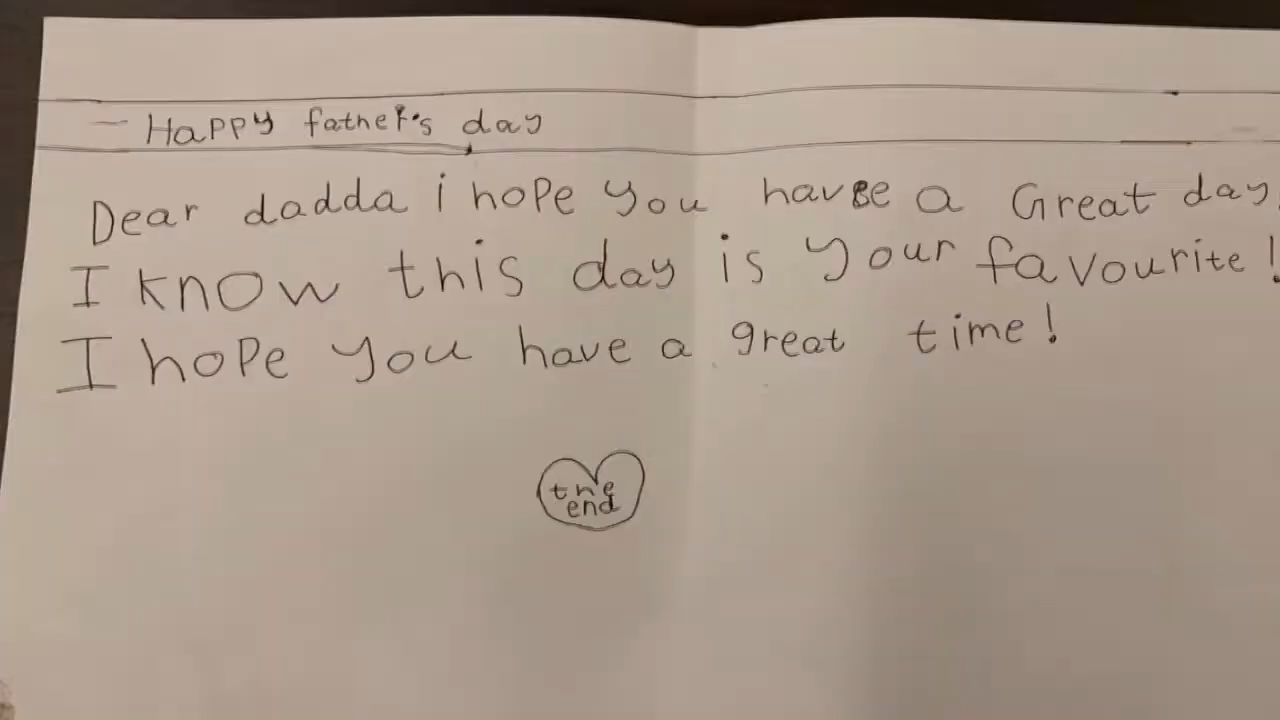 - Happy father's day
Dear dadda i hope you have a Great day!
I know this day is your favourite!
I hope you have a great time!
the
end